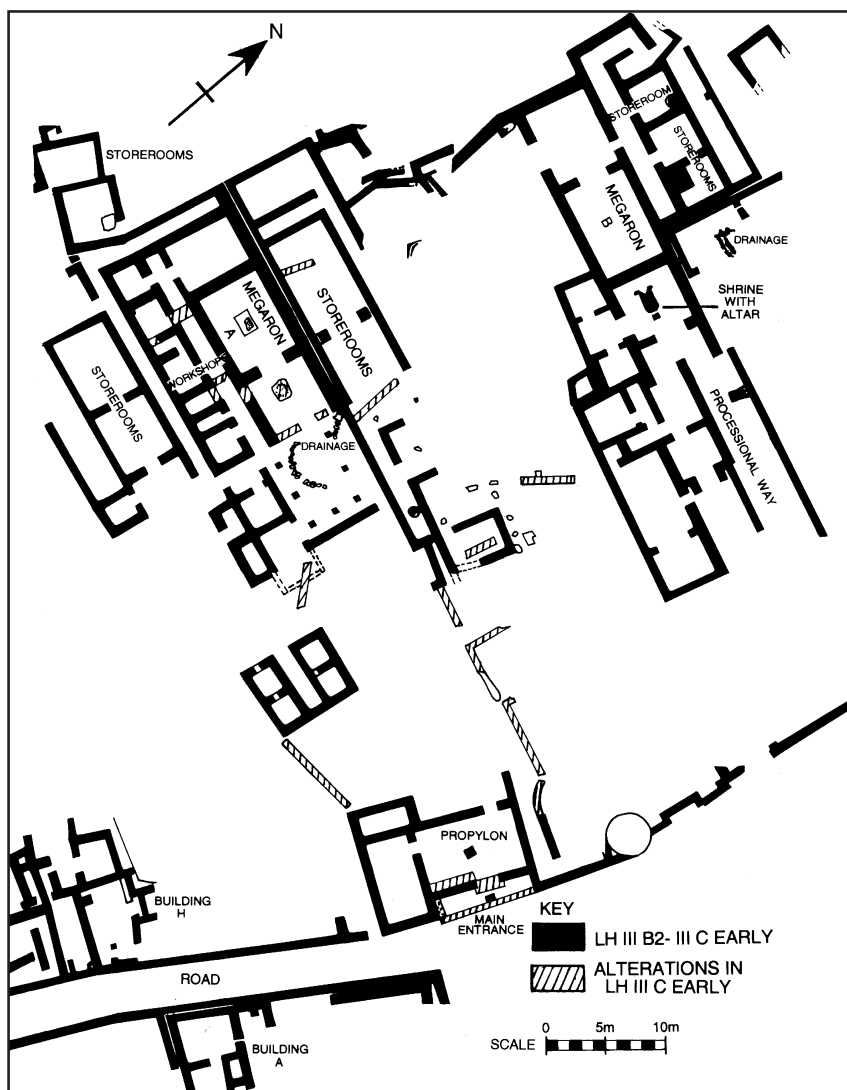 N
STOREROOMS
STOREROOM
STOREROOMS
MEGARON
B
DRAINAGE
SHRINE
WITH
ALTAR
MEGARON
A
STOREROOMS
WORKSHOPS
STOREROOMS
DRAINAGE
PROCESSIONAL WAY
PROPYLON
MAIN
ENTRANCE
BUILDING
H
ROAD
BUILDING
A
KEY
LH III B2- III C EARLY
ALTERATIONS IN
LH III C EARLY
0 5m 10m
SCALE